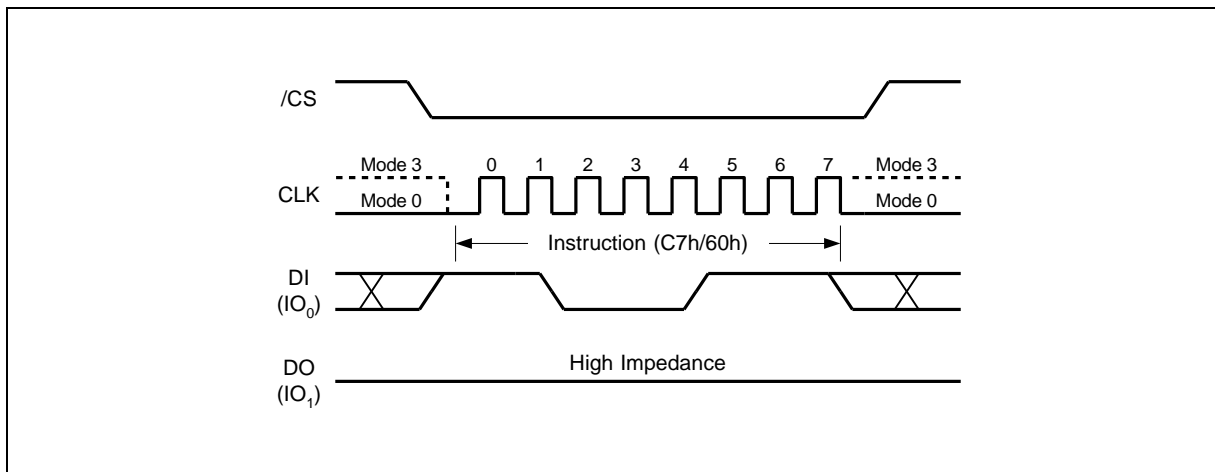 /CS
Mode 3 0 1 2 3 4 5 6 7 Mode 3
CLK
Mode 0 Mode 0
Instruction (C7h/60h)
DI
(IO₀)
High Impedance
DO
(IO₁)